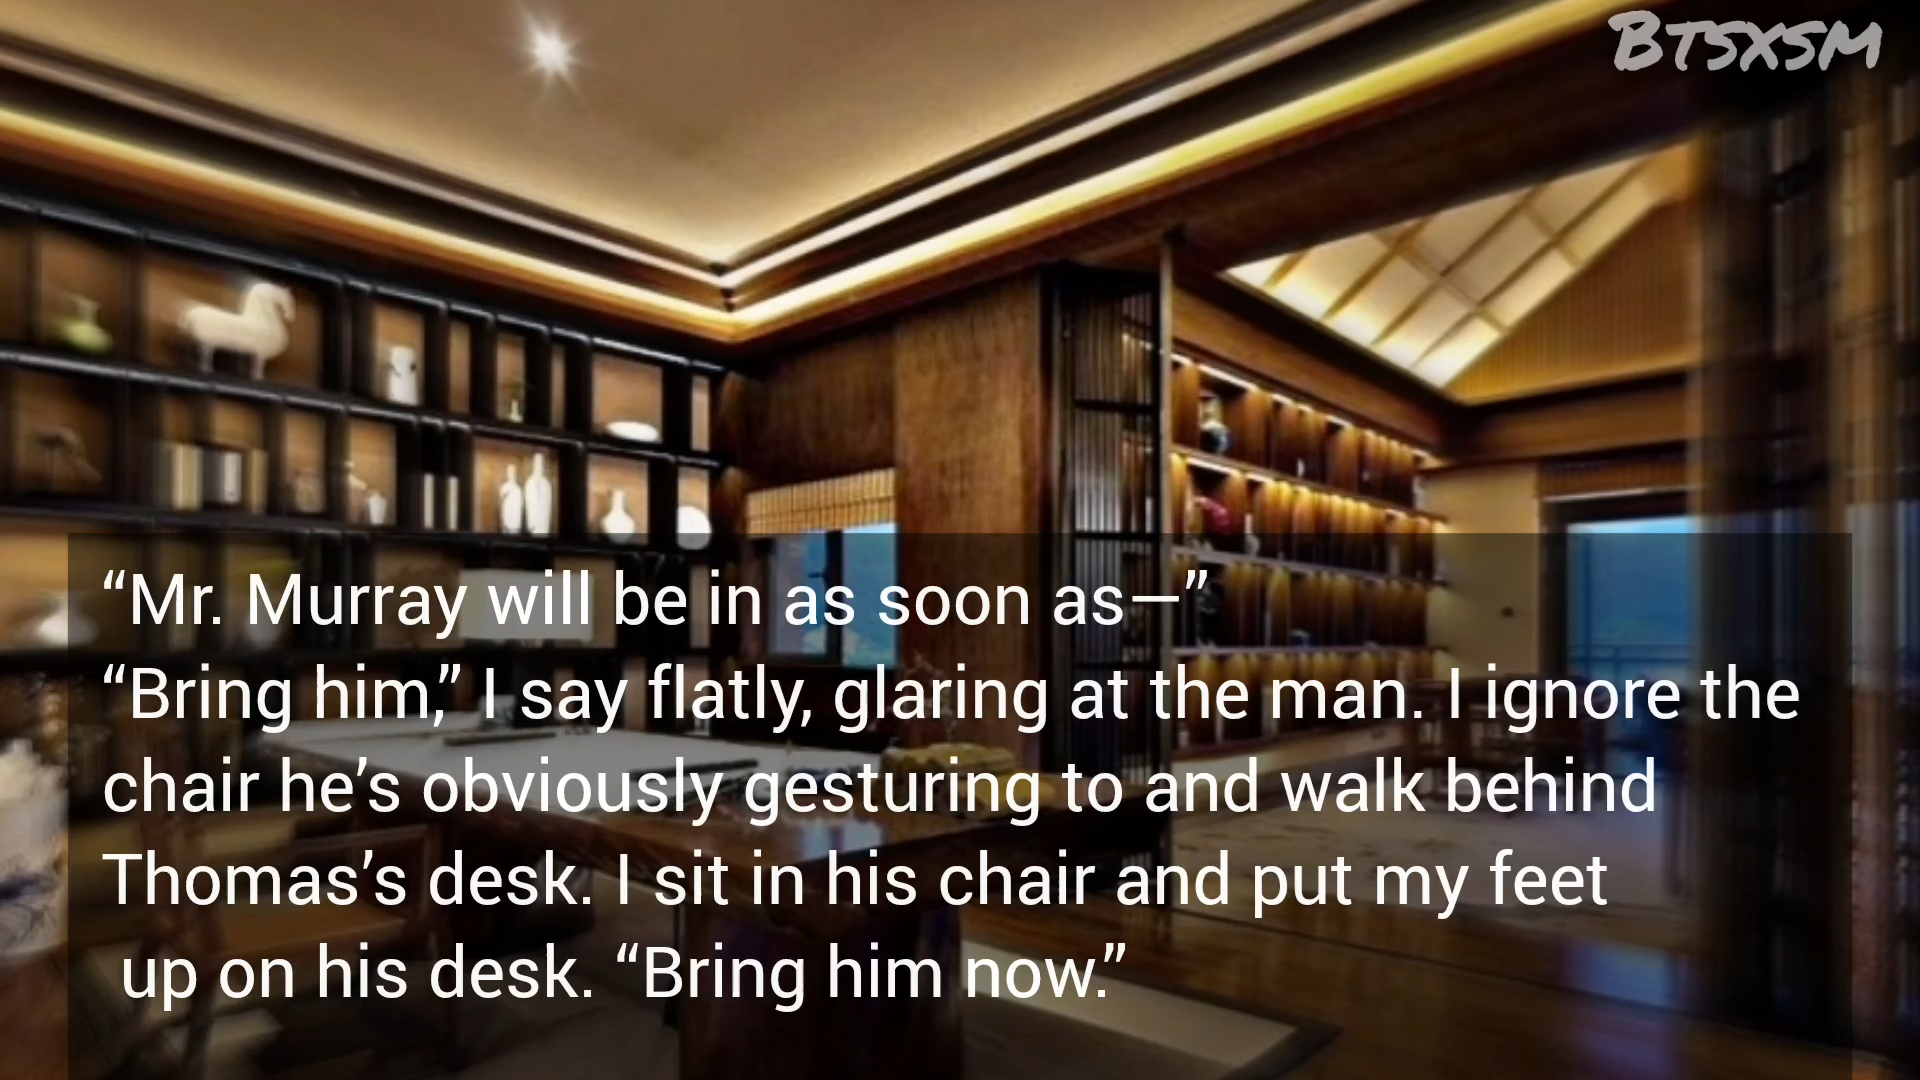 BTSXSM
“Mr. Murray will be in as soon as—”
“Bring him,” I say flatly, glaring at the man. I ignore the
chair he’s obviously gesturing to and walk behind
Thomas’s desk. I sit in his chair and put my feet
up on his desk. “Bring him now.”